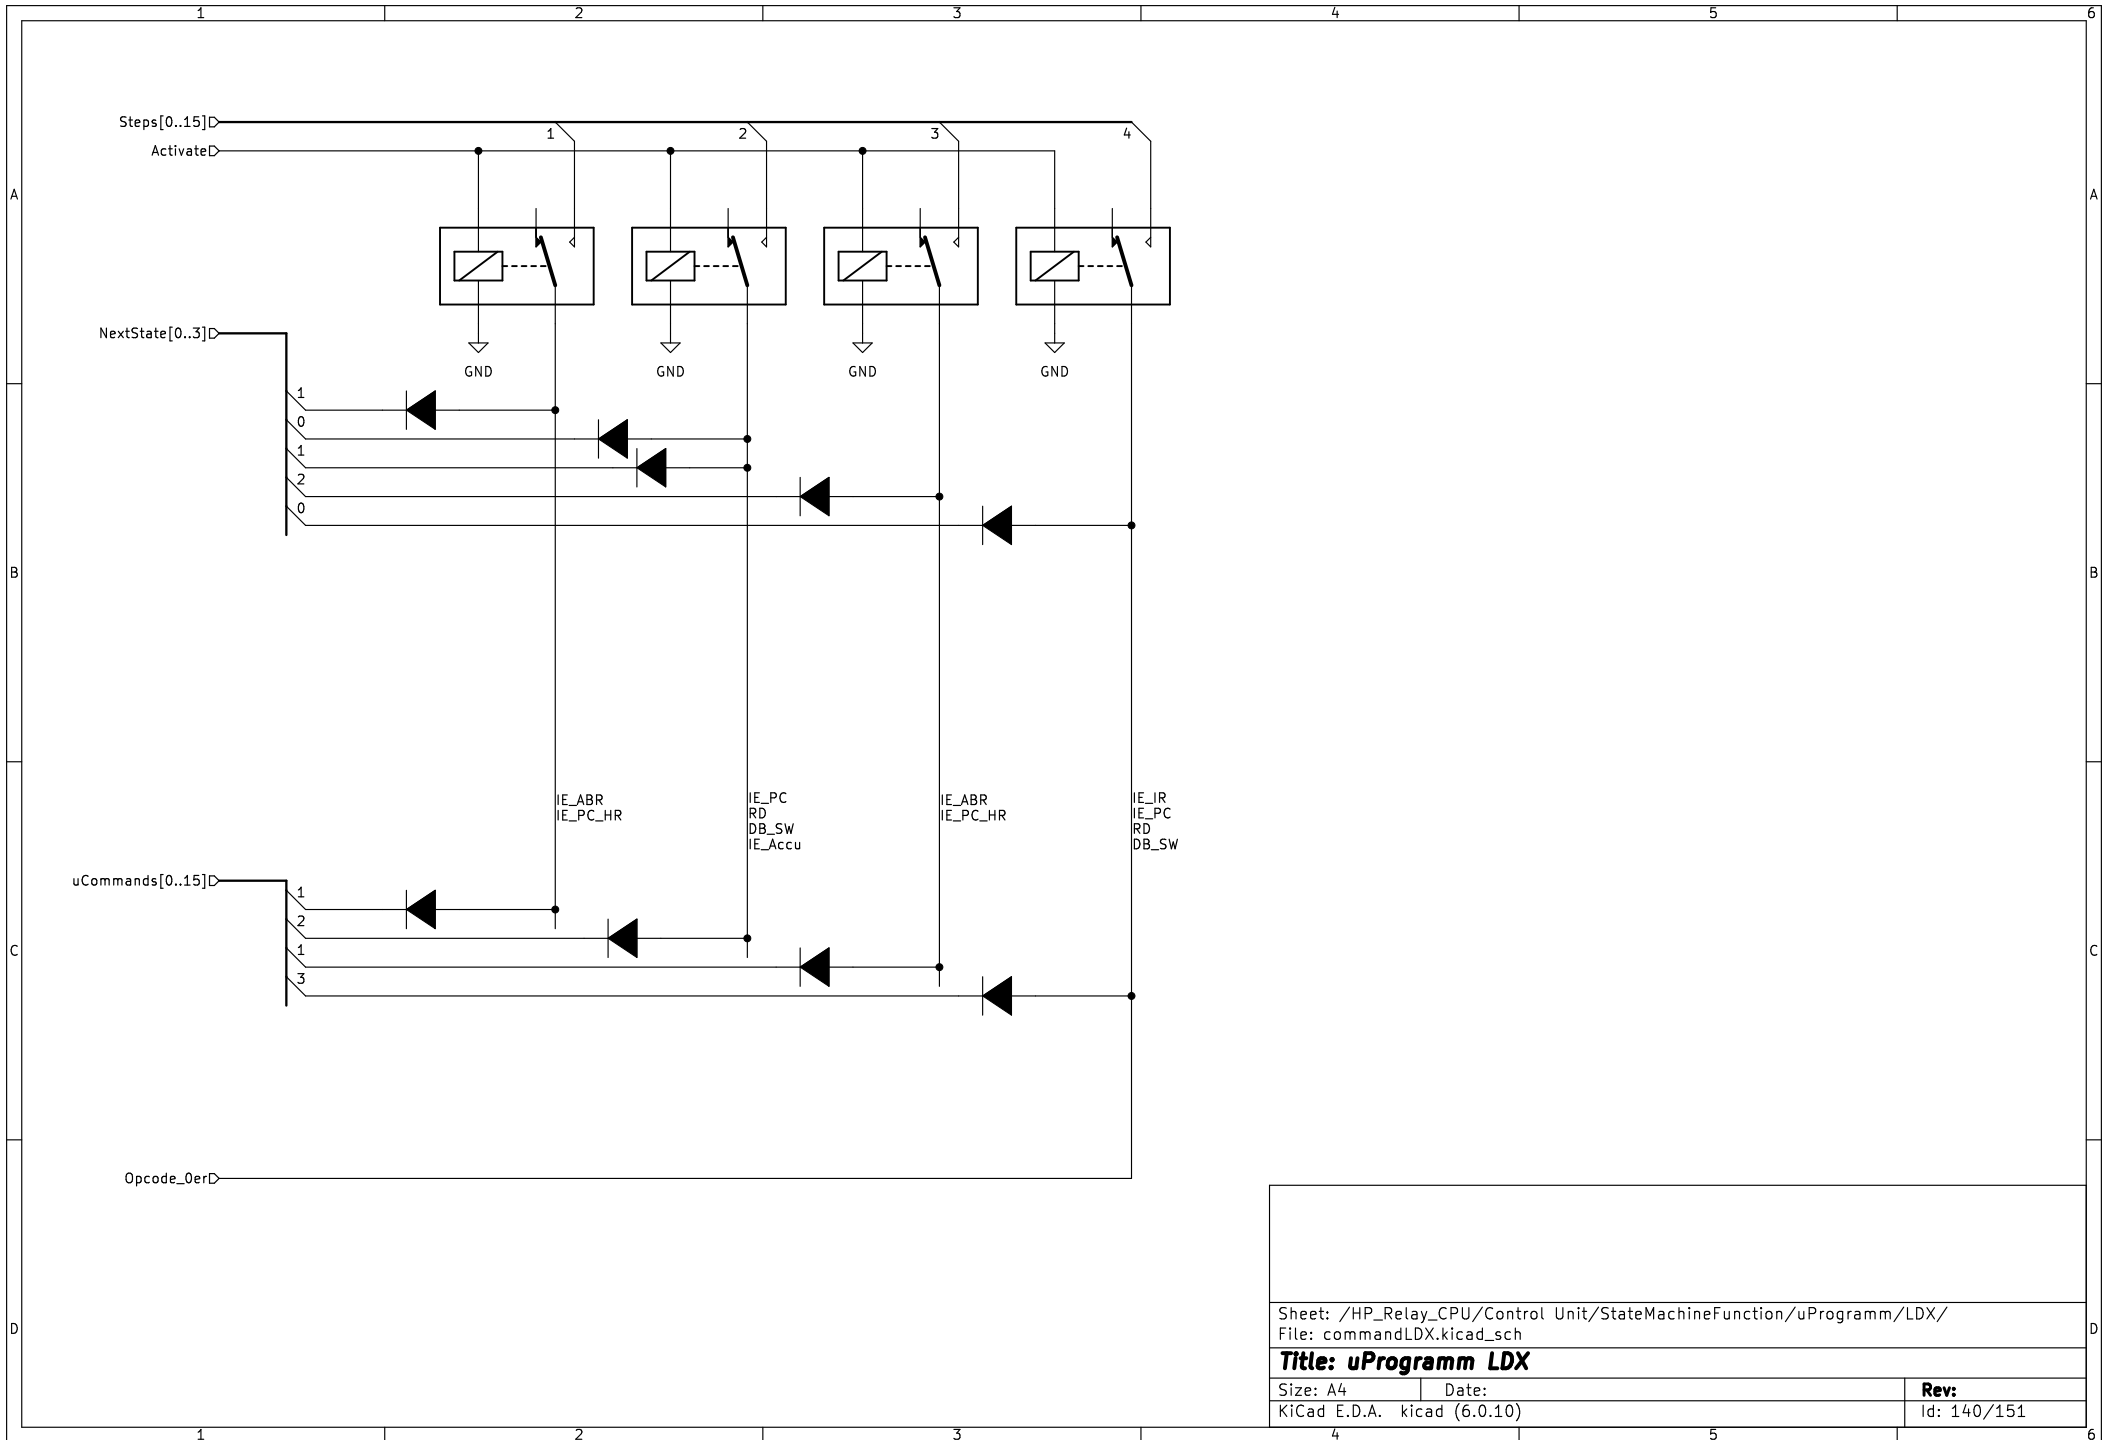 1 2 3 4 5 6
Steps[0..15]
1 2 3 4
Activate
A A
NextState[0..3]
GND GND GND GND
1
0
1
2
0
B B
IE_ABR
IE_PC_HR
IE_PC
RD
DB_SW
IE_Accu
IE_ABR
IE_PC_HR
IE_IR
IE_PC
RD
DB_SW
uCommands[0..15]
1
2
1
3
C C
Opcode_0er
D D
Sheet: /HP_Relay_CPU/Control Unit/StateMachineFunction/uProgramm/LDX/
File: commandLDX.kicad_sch
Title: uProgramm LDX
Size: A4 Date: Rev:
KiCad E.D.A. kicad (6.0.10) Id: 140/151
1 2 3 4 5 6